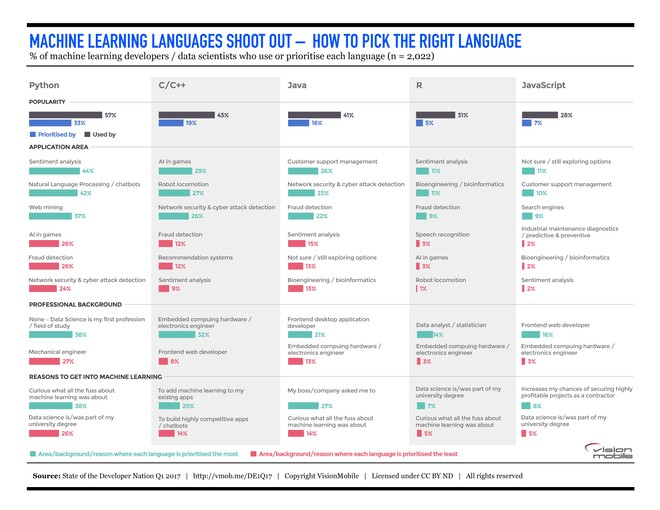 MACHINE LEARNING LANGUAGES SHOOT OUT – HOW TO PICK THE RIGHT LANGUAGE
% of machine learning developers / data scientists who use or prioritise each language (n = 2,022)
Python
C/C++
Java
R
JavaScript
POPULARITY
57%
33%
43%
19%
41%
16%
31%
5%
28%
7%
Prioritised by
Used by
APPLICATION AREA
Sentiment analysis
44%
AI in games
29%
Customer support management
26%
Sentiment analysis
11%
Not sure / still exploring options
11%
Natural Language Processing / chatbots
42%
Robot locomotion
27%
Network security & cyber attack detection
23%
Bioengineering / bioinformatics
11%
Customer support management
10%
Web mining
37%
Network security & cyber attack detection
26%
Fraud detection
22%
Fraud detection
9%
Search engines
9%
AI in games
26%
Fraud detection
12%
Sentiment analysis
15%
Speech recognition
3%
Industrial maintenance diagnostics
/ predictive & preventive
2%
Fraud detection
26%
Recommendation systems
12%
Not sure / still exploring options
13%
AI in games
3%
Bioengineering / bioinformatics
2%
Network security & cyber attack detection
24%
Sentiment analysis
9%
Bioengineering / bioinformatics
13%
Robot locomotion
1%
Sentiment analysis
2%
PROFESSIONAL BACKGROUND
None - Data Science is my first profession
/ field of study
38%
Embedded compuing hardware /
electronics engineer
32%
Frontend desktop application
developer
21%
Data analyst / statistician
14%
Frontend web developer
16%
Mechanical engineer
27%
Frontend web developer
8%
Embedded compuing hardware /
electronics engineer
13%
Embedded compuing hardware /
electronics engineer
3%
Embedded compuing hardware /
electronics engineer
3%
REASONS TO GET INTO MACHINE LEARNING
Curious what all the fuss about
machine learning was about
38%
To add machine learning to my
existng apps
20%
My boss/company asked me to
27%
Data science is/was part of my
university degree
7%
Increases my chances of securing highly
profitable projects as a contractor
8%
Data science is/was part of my
university degree
26%
To build highly competitive apps
/ chatbots
14%
Curious what all the fuss about
machine learning was about
14%
Curious what all the fuss about
machine learning was about
5%
Data science is/was part of my
university degree
5%
Area/background/reason where each language is prioritised the most
Area/background/reason where each language is prioritised the least
vision
mobile
Source: State of the Developer Nation Q1 2017 | http://vmob.me/DE1Q17 | Copyright VisionMobile | Licensed under CC BY ND | All rights reserved